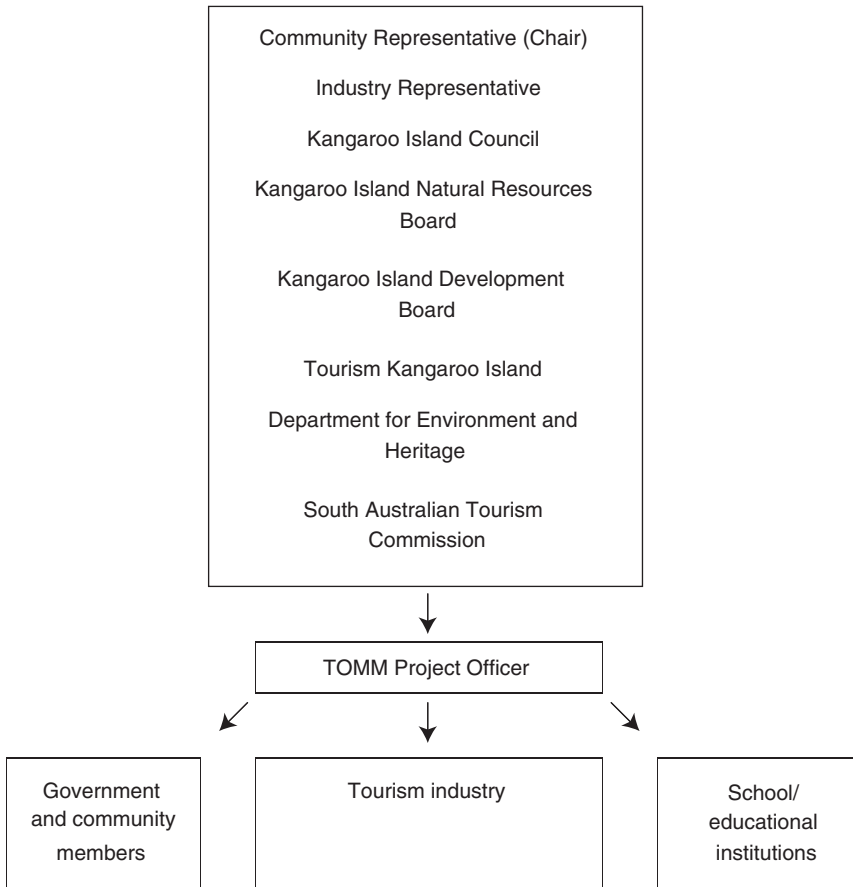 Community Representative (Chair)
Industry Representative
Kangaroo Island Council
Kangaroo Island Natural Resources
Board
Kangaroo Island Development
Board
Tourism Kangaroo Island
Department for Environment and
Heritage
South Australian Tourism
Commission
TOMM Project Officer
Government
and community
members
Tourism industry
School/
educational
institutions